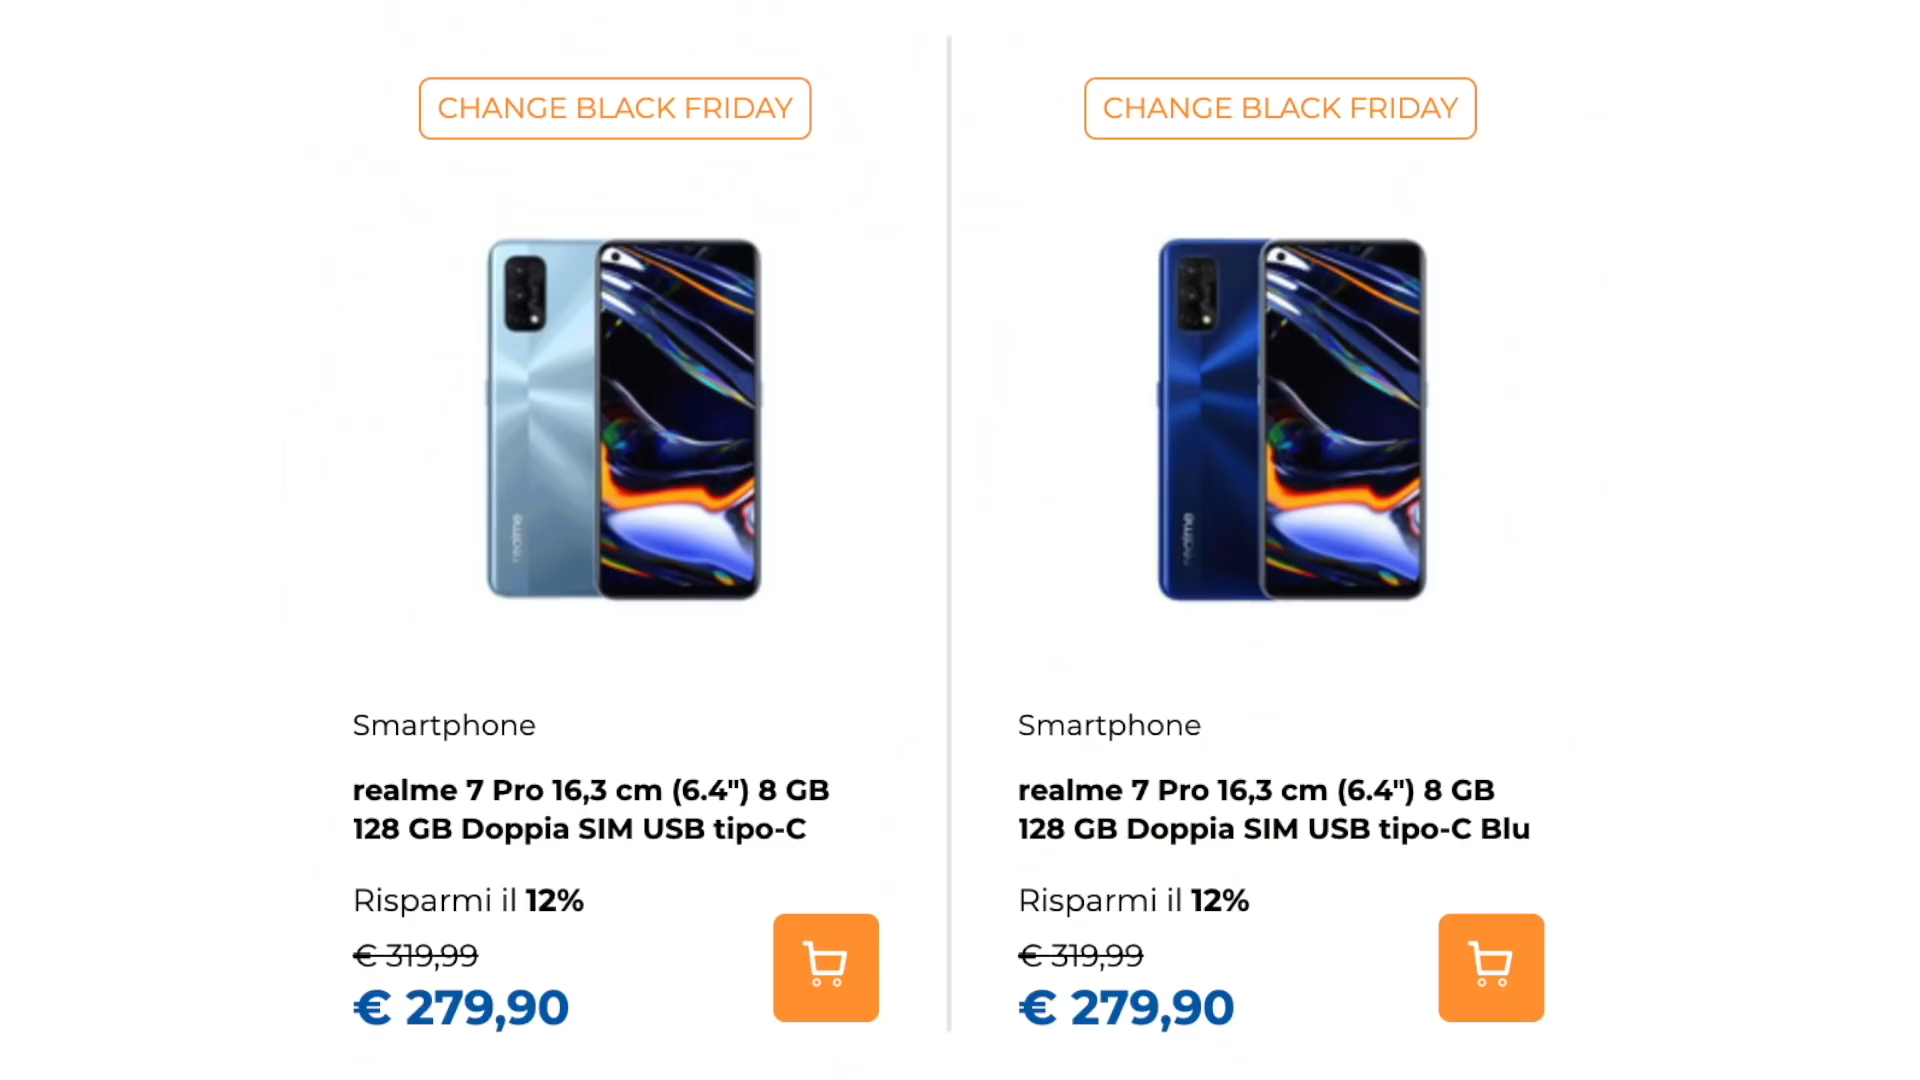 CHANGE BLACK FRIDAY
realme
Smartphone
realme 7 Pro 16,3 cm (6.4") 8 GB
128 GB Doppia SIM USB tipo-C
Risparmi il 12%
€ 319,99
€ 279,90
CHANGE BLACK FRIDAY
realme
Smartphone
realme 7 Pro 16,3 cm (6.4") 8 GB
128 GB Doppia SIM USB tipo-C Blu
Risparmi il 12%
€ 319,99
€ 279,90